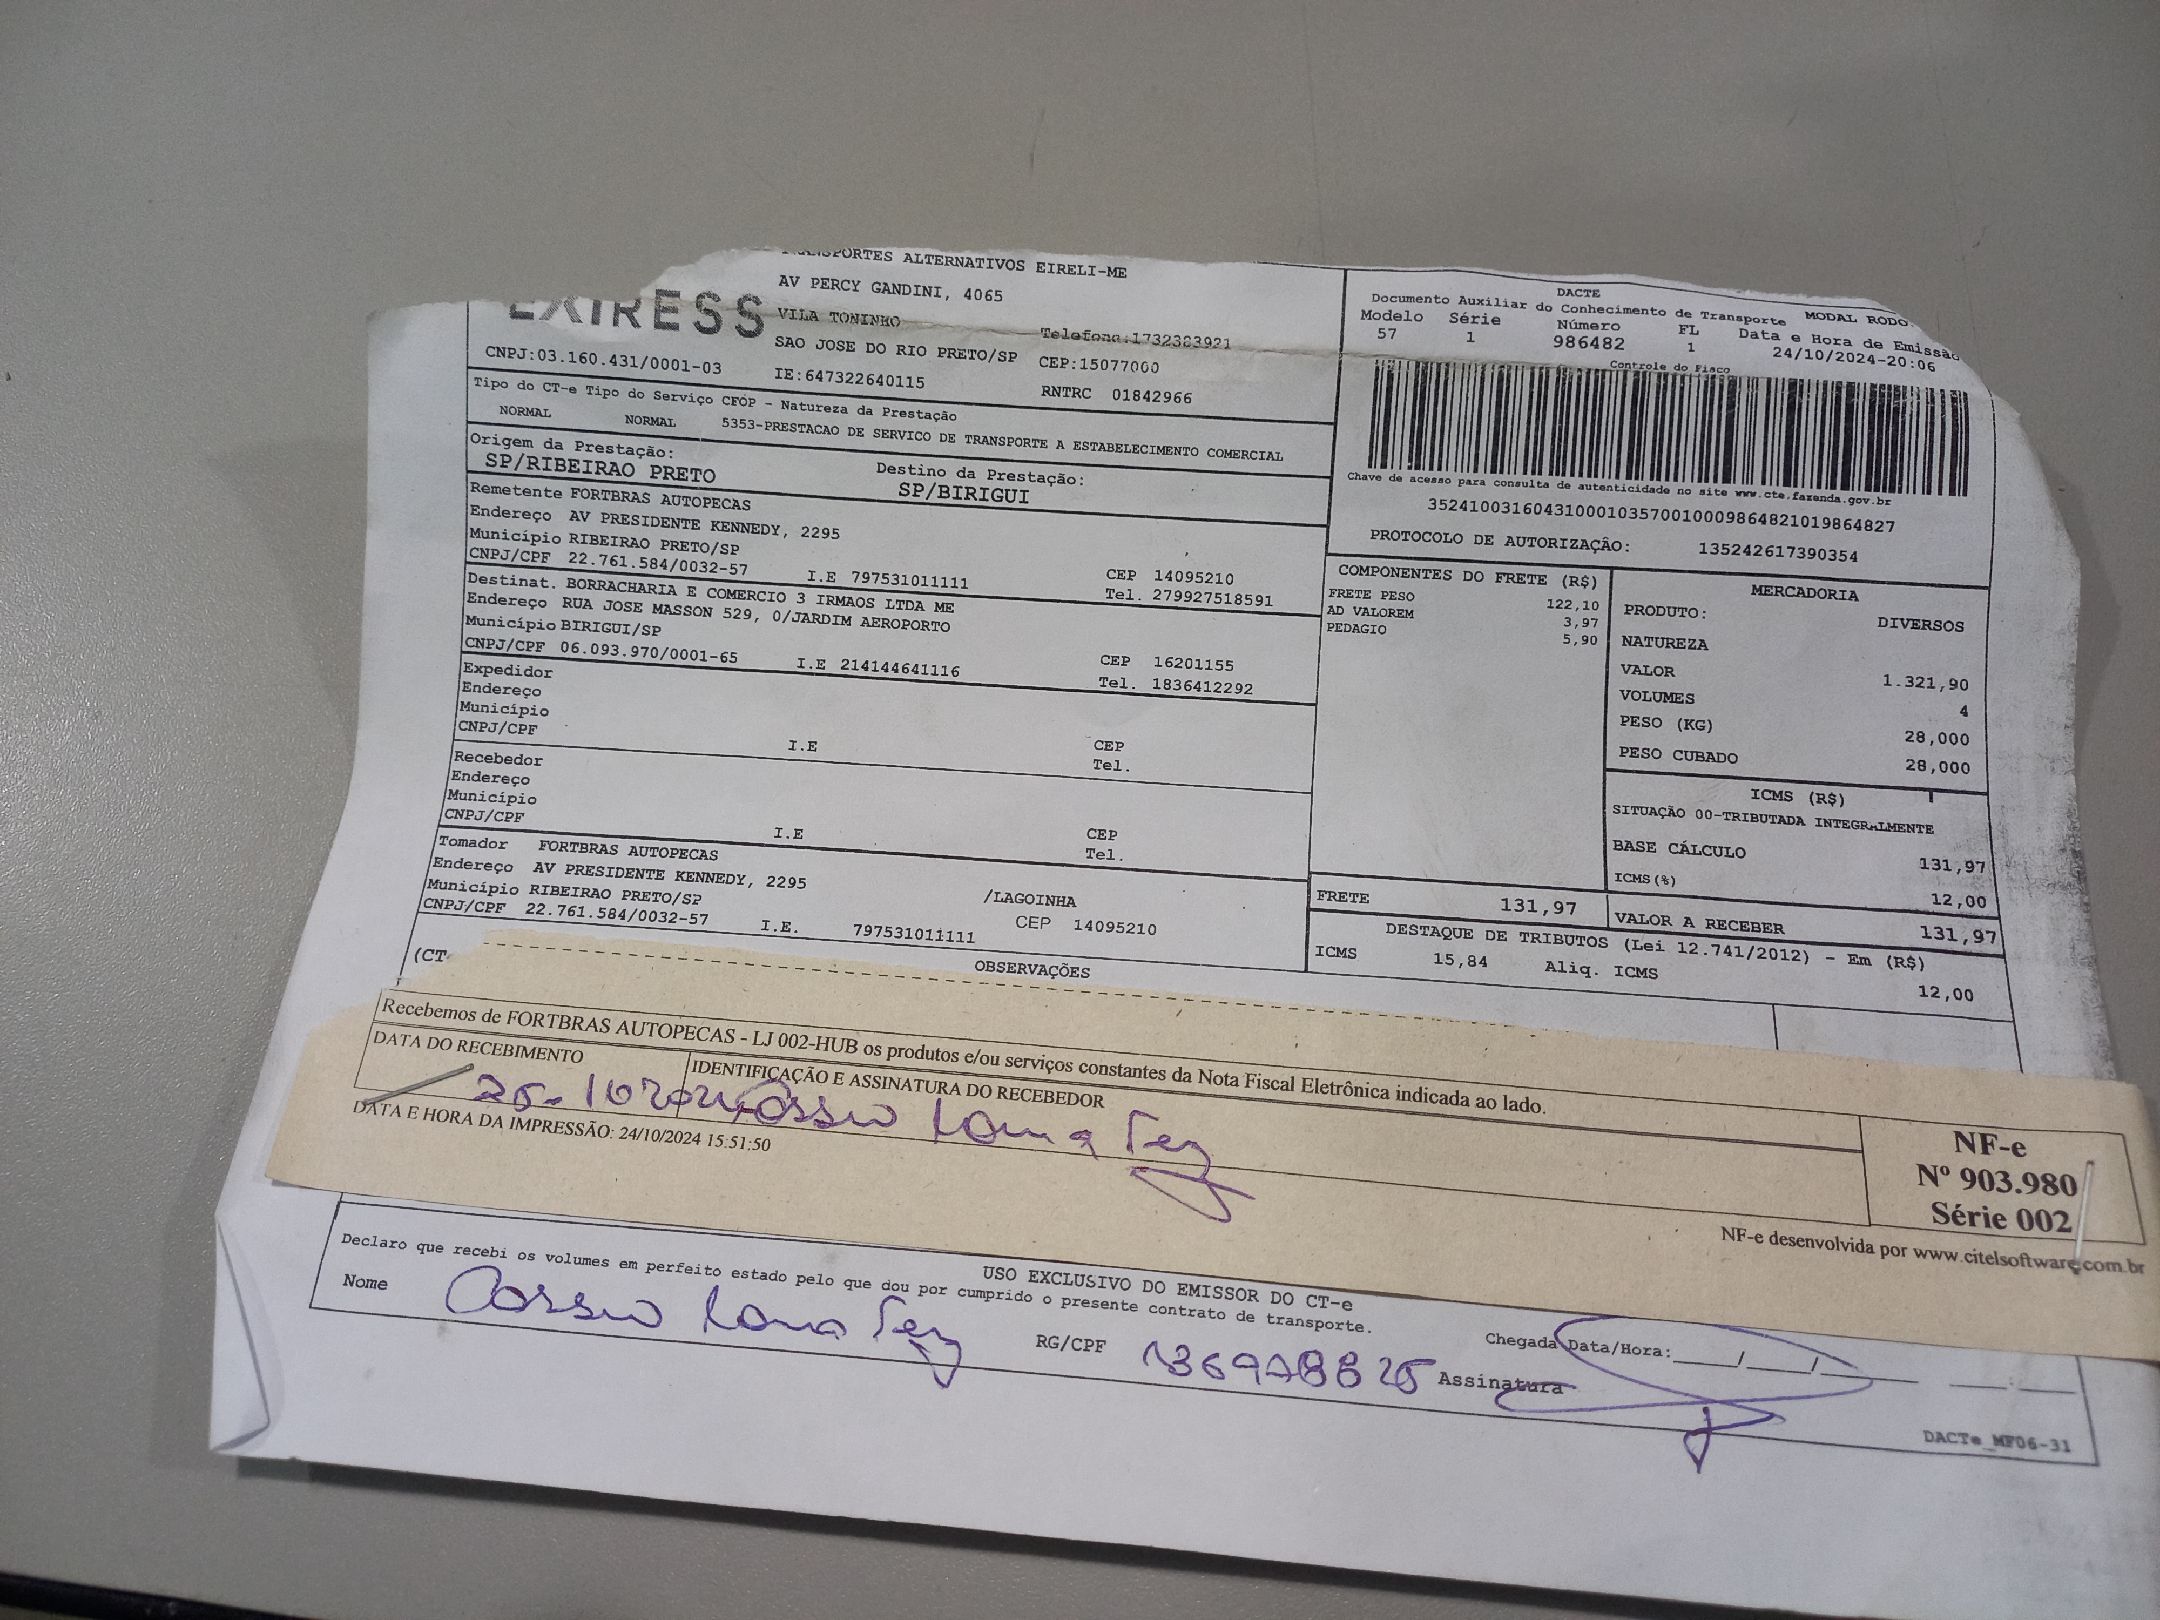 TRANSPORTES ALTERNATIVOS EIRELI-ME
EXPRESS
AV PERCY GANDINI, 4065
VILA TONINHO
Telefone:1732383921
SAO JOSE DO RIO PRETO/SP CEP:15077000
CNPJ:03.160.431/0001-03 IE:647322640115 RNTRC 01842966
DACTE
Documento Auxiliar do Conhecimento de Transporte MODAL RODO
Modelo Série Número FL Data e Hora de Emissão
57 1 986482 1 24/10/2024-20:06
Controle do Fisco
Chave de acesso para consulta de autenticidade no site www.cte.fazenda.gov.br
35241003160431000103570010009864821019864827
PROTOCOLO DE AUTORIZAÇÃO: 135242617390354
Tipo do CT-e Tipo do Serviço CFOP - Natureza da Prestação
NORMAL NORMAL 5353-PRESTACAO DE SERVICO DE TRANSPORTE A ESTABELECIMENTO COMERCIAL
Origem da Prestação: Destino da Prestação:
SP/RIBEIRAO PRETO SP/BIRIGUI
Remetente FORTBRAS AUTOPECAS
Endereço AV PRESIDENTE KENNEDY, 2295
Município RIBEIRAO PRETO/SP CEP 14095210
CNPJ/CPF 22.761.584/0032-57 I.E 797531011111 Tel. 279927518591
Destinat. BORRACHARIA E COMERCIO 3 IRMAOS LTDA ME
Endereço RUA JOSE MASSON 529, 0/JARDIM AEROPORTO
Município BIRIGUI/SP CEP 16201155
CNPJ/CPF 06.093.970/0001-65 I.E 214144641116 Tel. 1836412292
Expedidor
Endereço
Município CEP
CNPJ/CPF I.E Tel.
Recebedor
Endereço
Município CEP
CNPJ/CPF I.E Tel.
Tomador FORTBRAS AUTOPECAS
Endereço AV PRESIDENTE KENNEDY, 2295 /LAGOINHA
Município RIBEIRAO PRETO/SP CEP 14095210
CNPJ/CPF 22.761.584/0032-57 I.E. 797531011111
COMPONENTES DO FRETE (R$)
FRETE PESO 122,10
AD VALOREM 3,97
PEDAGIO 5,90
MERCADORIA
PRODUTO: DIVERSOS
NATUREZA
VALOR 1.321,90
VOLUMES 4
PESO (KG) 28,000
PESO CUBADO 28,000
ICMS (R$)
SITUAÇÃO 00-TRIBUTADA INTEGRALMENTE
BASE CÁLCULO 131,97
ICMS(%) 12,00
FRETE 131,97 VALOR A RECEBER 131,97
DESTAQUE DE TRIBUTOS (Lei 12.741/2012) - Em (R$)
ICMS 15,84 Aliq. ICMS 12,00
(CT-
OBSERVAÇÕES
Recebemos de FORTBRAS AUTOPECAS - LJ 002-HUB os produtos e/ou serviços constantes da Nota Fiscal Eletrônica indicada ao lado.
DATA DO RECEBIMENTO IDENTIFICAÇÃO E ASSINATURA DO RECEBEDOR
DATA E HORA DA IMPRESSÃO: 24/10/2024 15:51:50
NF-e
Nº 903.980
Série 002
NF-e desenvolvida por www.citelsoftware.com.br
USO EXCLUSIVO DO EMISSOR DO CT-e
Declaro que recebi os volumes em perfeito estado pelo que dou por cumprido o presente contrato de transporte.
Nome RG/CPF Assinatura
Chegada Data/Hora:____/____/____ ____:____
DACTe_MF06-31